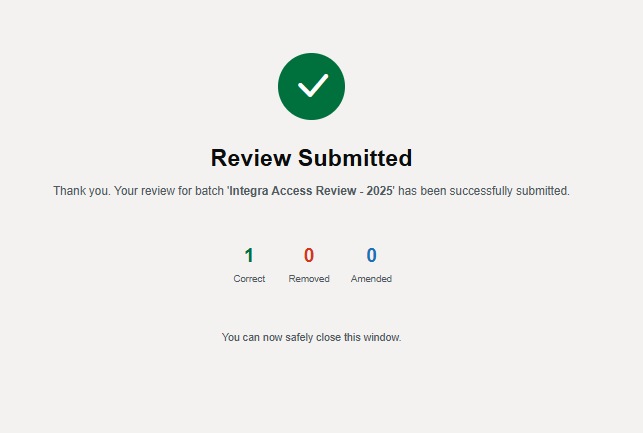 Review Submitted
Thank you. Your review for batch 'Integra Access Review - 2025' has been successfully submitted.
1 0 0
Correct Removed Amended
You can now safely close this window.